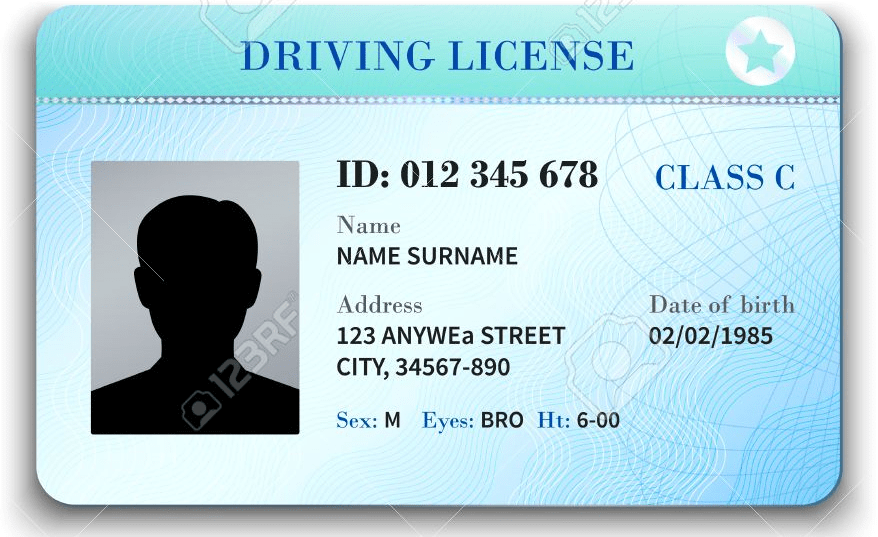 DRIVING LICENSE
ID: 012 345 678
CLASS C
Name
NAME SURNAME
Address
Date of birth
123 ANYWEa STREET
02/02/1985
CITY, 34567-890
Sex: M Eyes: BRO Ht: 6-00
123RF